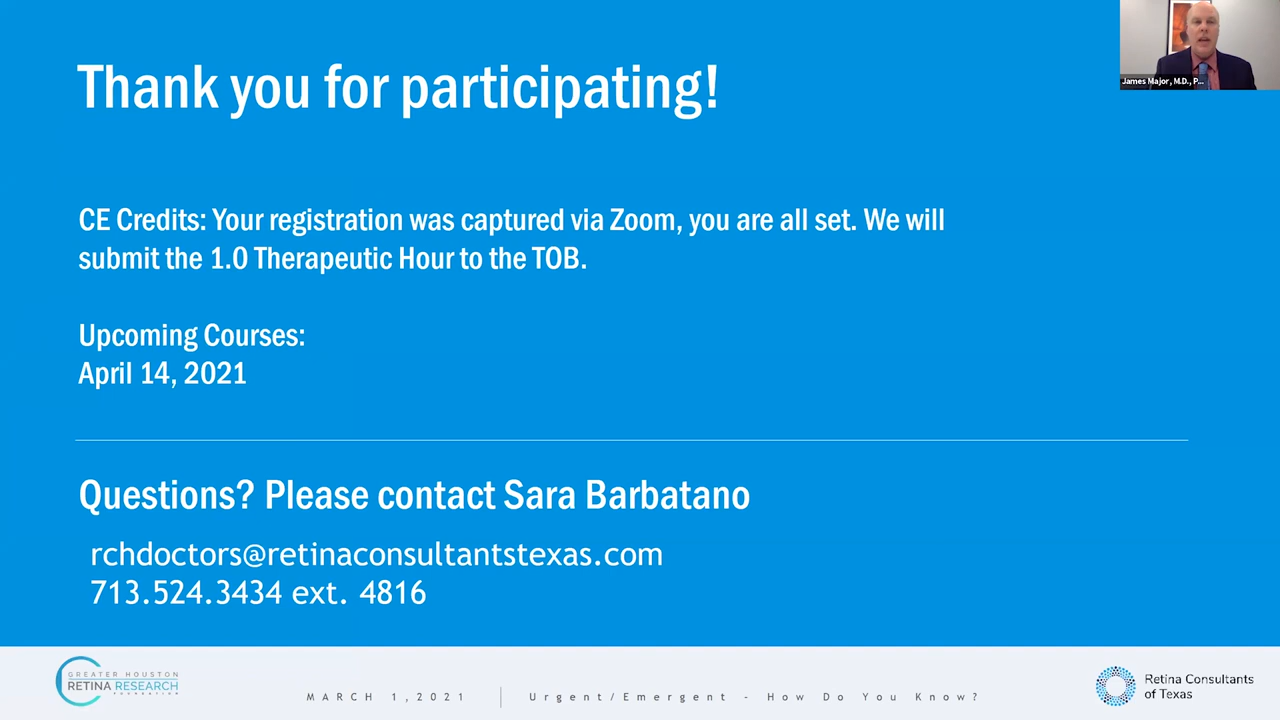 Thank you for participating!
James Major, M.D., P...
CE Credits: Your registration was captured via Zoom, you are all set. We will
submit the 1.0 Therapeutic Hour to the TOB.
Upcoming Courses:
April 14, 2021
Questions? Please contact Sara Barbatano
rchdoctors@retinaconsultantstexas.com
713.524.3434 ext. 4816
GREATER HOUSTON
RETINA RESEARCH
FOUNDATION
MARCH 1,2021
Urgent/Emergent - How Do You Know?
Retina Consultants
of Texas